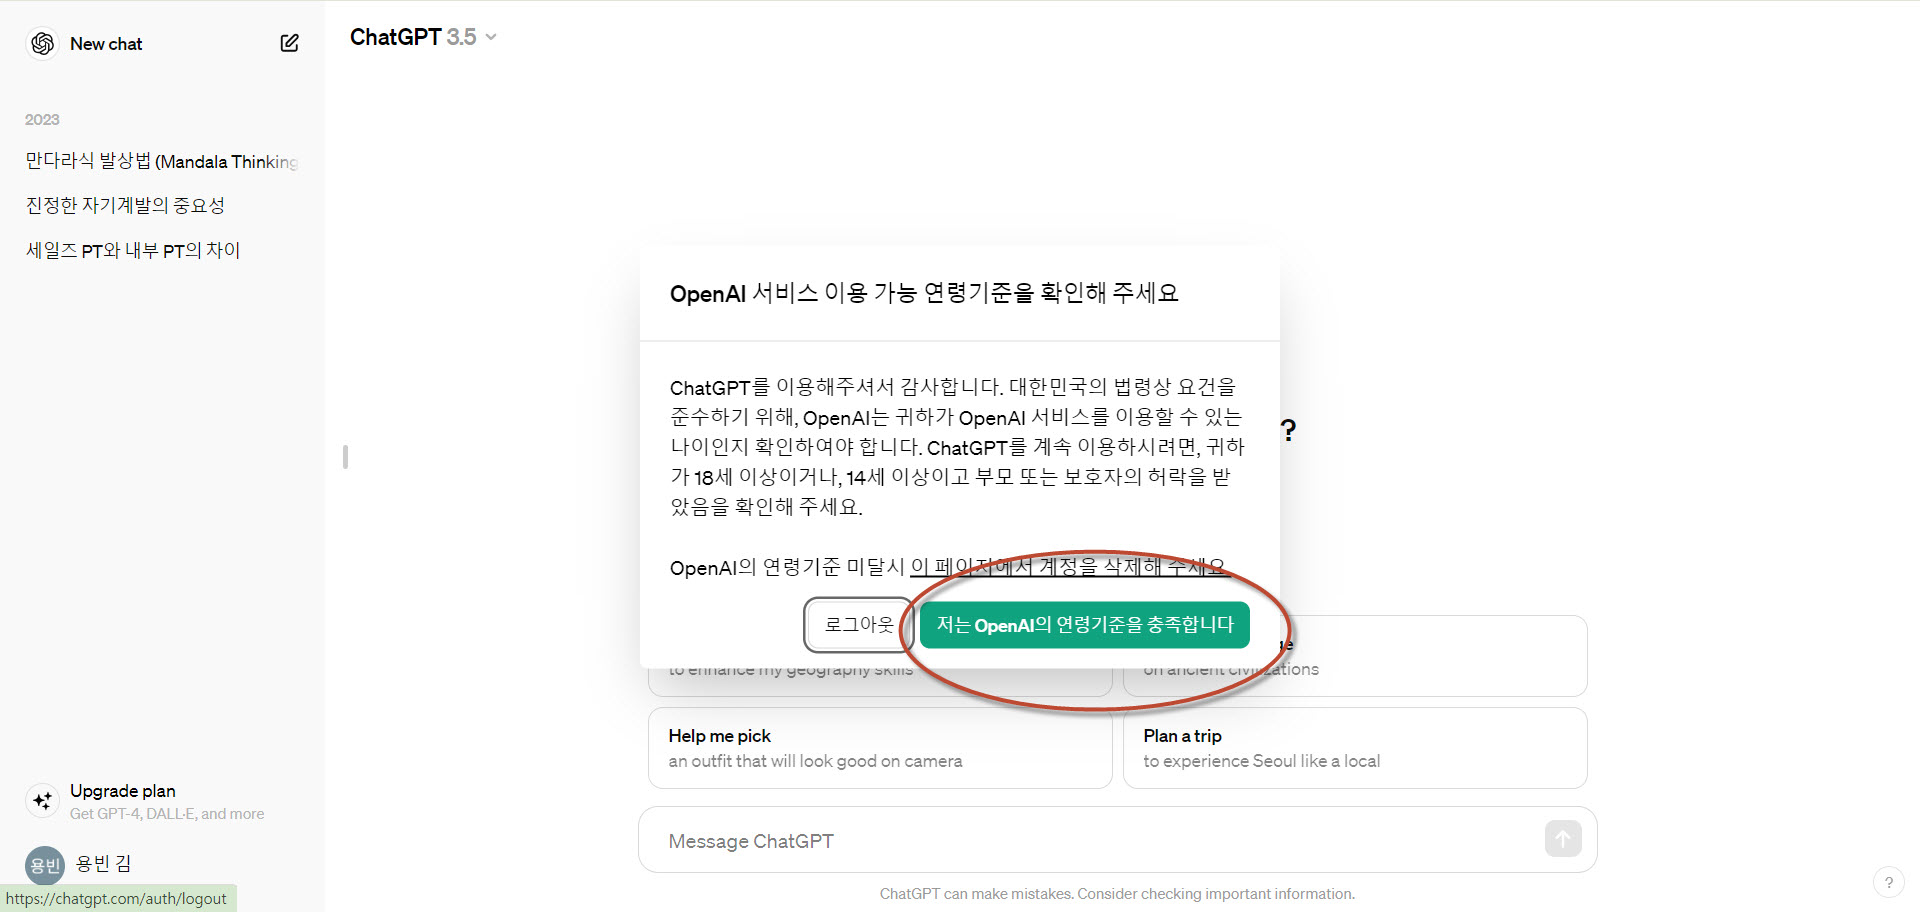 New chat
ChatGPT 3.5
2023
만다라식 발상법 (Mandala Thinking
진정한 자기계발의 중요성
세일즈 PT와 내부 PT의 차이
OpenAI 서비스 이용 가능 연령기준을 확인해 주세요
ChatGPT를 이용해주셔서 감사합니다. 대한민국의 법령상 요건을
준수하기 위해, OpenAI는 귀하가 OpenAI 서비스를 이용할 수 있는
나이인지 확인하여야 합니다. ChatGPT를 계속 이용하시려면, 귀하
가 18세 이상이거나, 14세 이상이고 부모 또는 보호자의 허락을 받
았음을 확인해 주세요.
?
OpenAI의 연령기준 미달시 이 페이지에서 계정을 삭제해 주세요.
로그아웃
저는 OpenAI의 연령기준을 충족합니다
to enhance my geography skills
on ancient civilizations
Help me pick
an outfit that will look good on camera
Plan a trip
to experience Seoul like a local
Upgrade plan
Get GPT-4, DALL·E, and more
Message ChatGPT
용빈
용빈 김
https://chatgpt.com/auth/logout
ChatGPT can make mistakes. Consider checking important information.
?